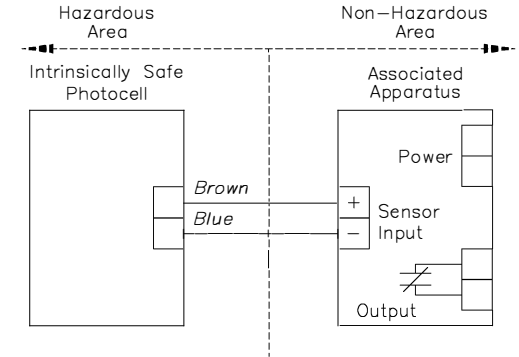 Hazardous
Area
Non-Hazardous
Area
Intrinsically Safe
Photocell
Associated
Apparatus
Power
Brown
Blue
+
-
Sensor
Input
Output